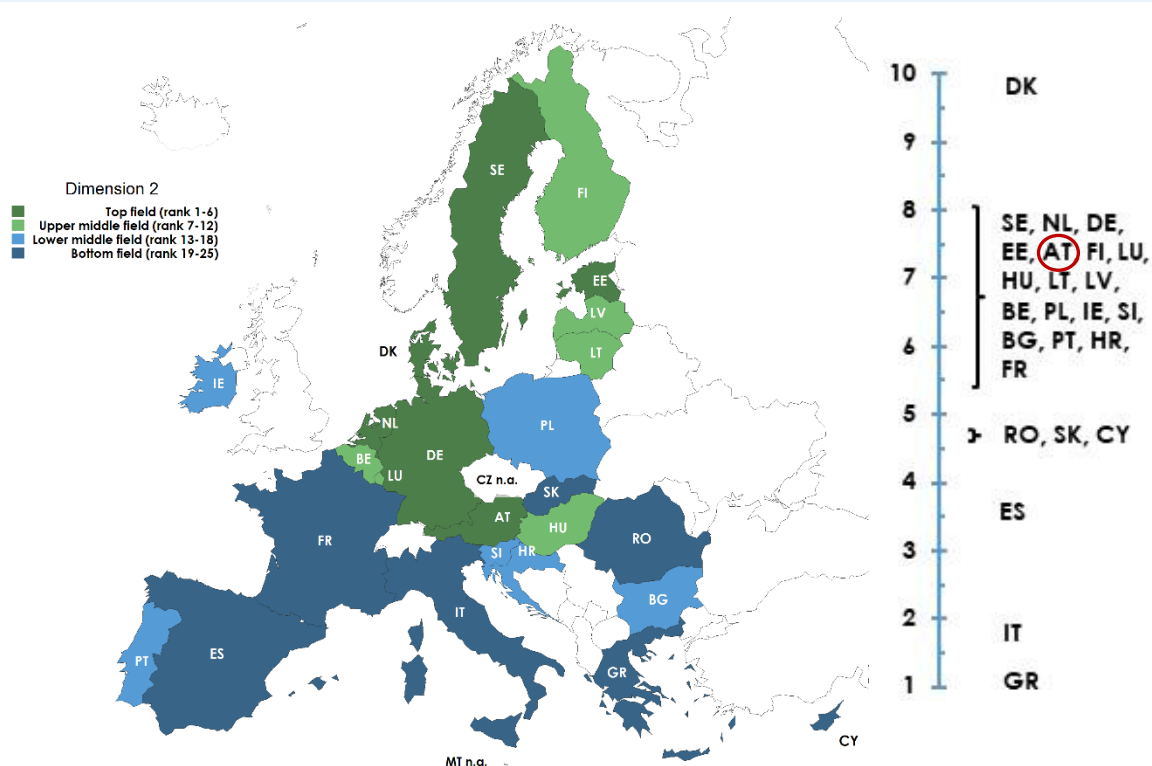 Dimension 2
Top field (rank 1-6)
Upper middle field (rank 7-12)
Lower middle field (rank 13-18)
Bottom field (rank 19-25)
SE
FI
EE
LV
LT
DK
IE
NL
PL
BE
DE
LU
CZ n.a.
SK
AT
HU
FR
RO
SI
HR
BG
IT
PT
ES
GR
CY
MT n.a.
10
DK
9
8
SE, NL, DE,
EE, AT FI, LU,
7
HU, LT, LV,
BE, PL, IE, SI,
6
BG, PT, HR,
FR
5
RO, SK, CY
4
ES
3
2
IT
1
GR